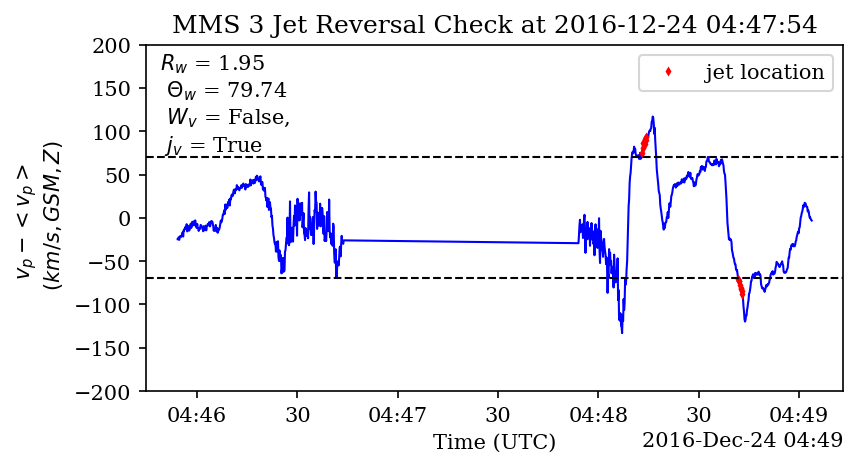 MMS 3 Jet Reversal Check at 2016-12-24 04:47:54
R_w = 1.95
Θ_w = 79.74
W_v = False,
j_v = True
jet location
v_p − < v_p >
(km/s, GSM, Z)
200
150
100
50
0
−50
−100
−150
−200
04:46 30 04:47 30 04:48 30 04:49
Time (UTC)
2016-Dec-24 04:49